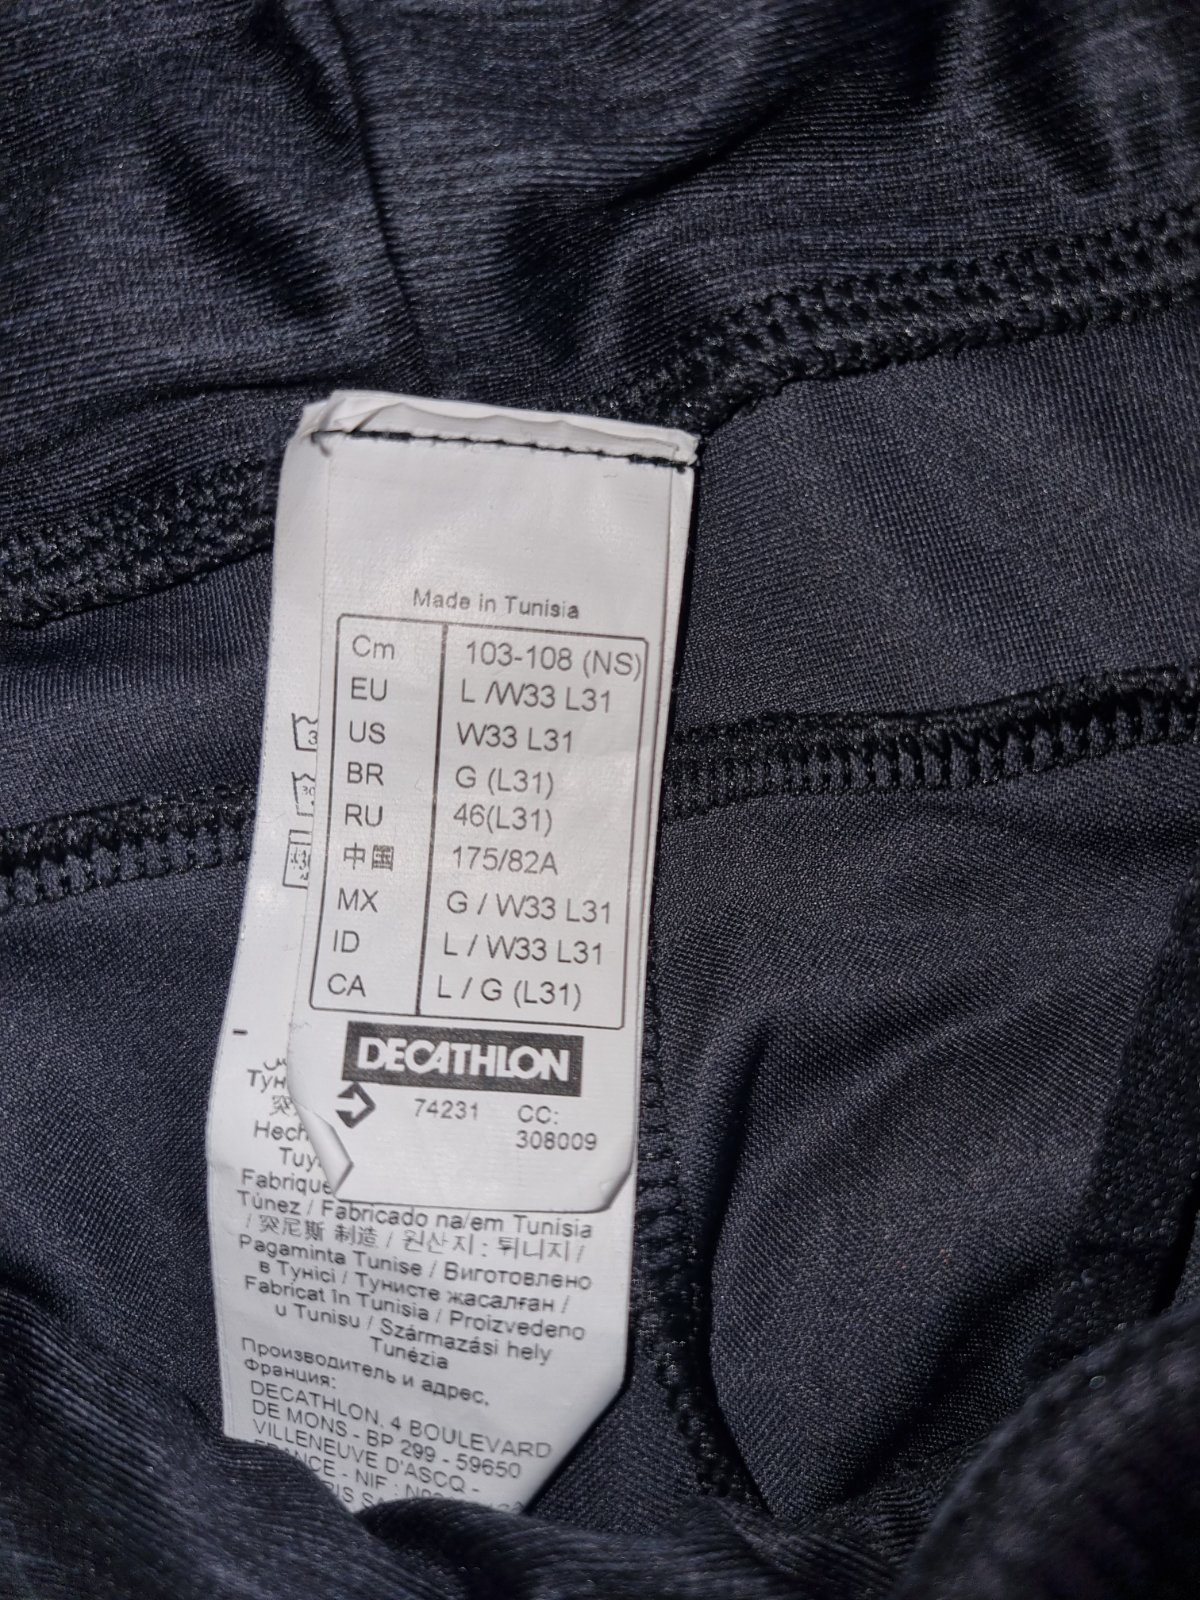 Made in Tunisia
Cm 103-108 (NS)
EU L /W33 L31
US W33 L31
BR G (L31)
RU 46(L31)
中国 175/82A
MX G / W33 L31
ID L / W33 L31
CA L / G (L31)
DECATHLON
74231 CC:
308009
30
Fabrique
Túnez / Fabricado na/em Tunisia
/ 突尼斯 制造 / 원산지 : 튀니지 /
Pagaminta Tunise / Виготовлено
в Тунісі / Тунисте жасалған /
Fabricat în Tunisia / Proizvedeno
u Tunisu / Származási hely
Tunézia
Производитель и адрес,
Франция:
DECATHLON, 4 BOULEVARD
DE MONS - BP 299 - 59650
VILLENEUVE D'ASCQ -
NIF :